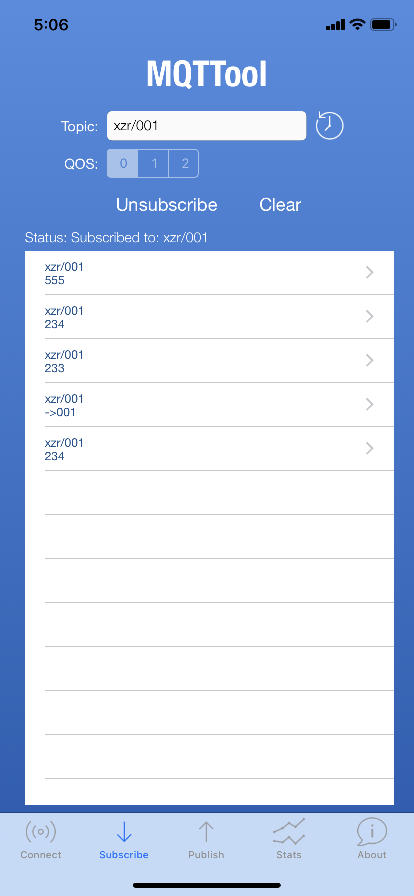 5:06
MQTTool
Topic: xzr/001
QOS: 0 1 2
Unsubscribe Clear
Status: Subscribed to: xzr/001
xzr/001
555
xzr/001
234
xzr/001
233
xzr/001
->001
xzr/001
234
Connect Subscribe Publish Stats About